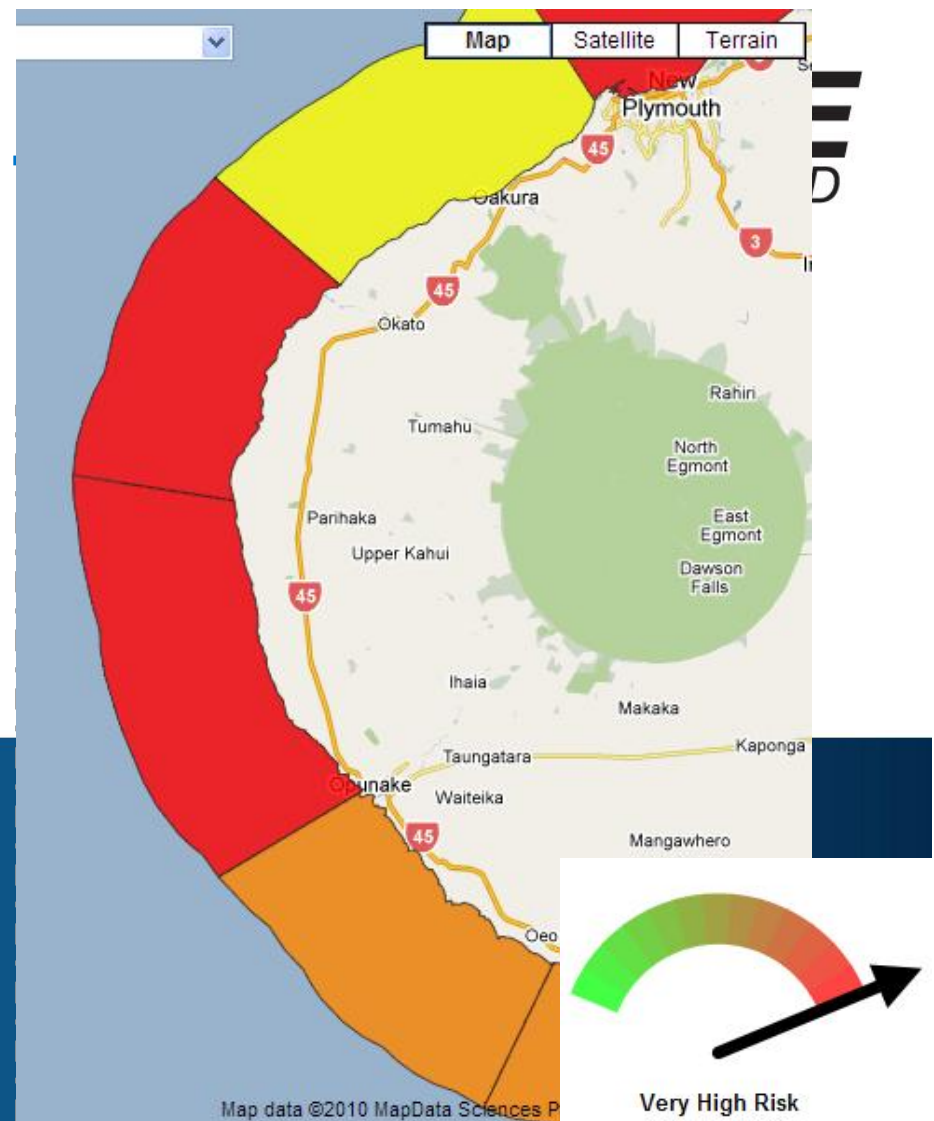 Map Satellite Terrain
New
Plymouth
45
Oakura
3
45
Okato
Rahiri
Tumahu
North
Egmont
East
Egmont
Parihaka
Upper Kahui
Dawson
Falls
45
Ihaia
Makaka
Taungatara
Kaponga
Opunake
Waiteika
45
Mangawhero
Oeo
Map data ©2010 MapData Sciences P
Very High Risk